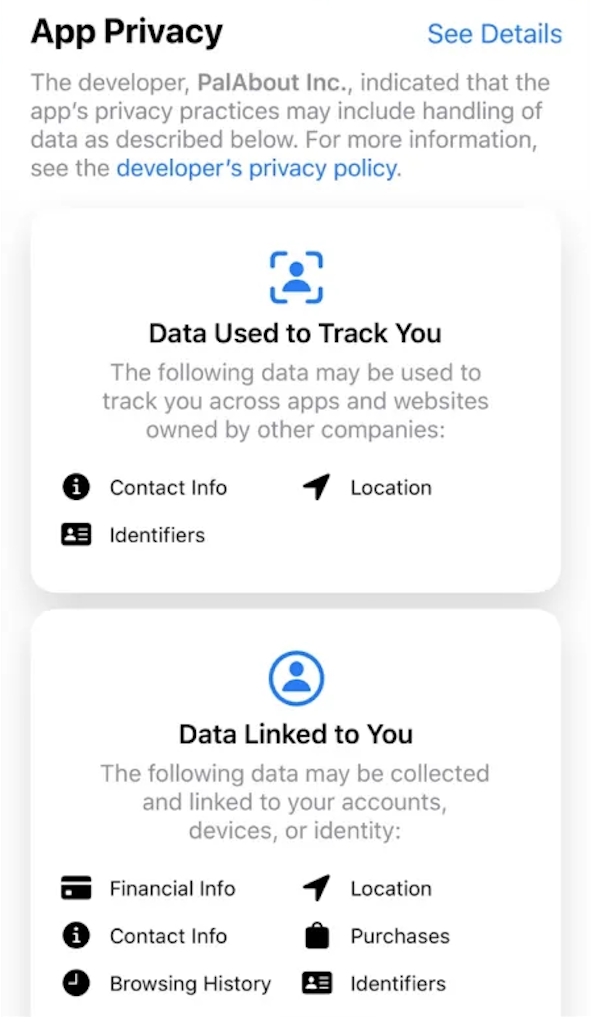 App Privacy
See Details
The developer, PalAbout Inc., indicated that the
app's privacy practices may include handling of
data as described below. For more information,
see the developer's privacy policy.
Data Used to Track You
The following data may be used to
track you across apps and websites
owned by other companies:
Contact Info
Location
Identifiers
Data Linked to You
The following data may be collected
and linked to your accounts,
devices, or identity:
Financial Info
Location
Contact Info
Purchases
Browsing History
Identifiers